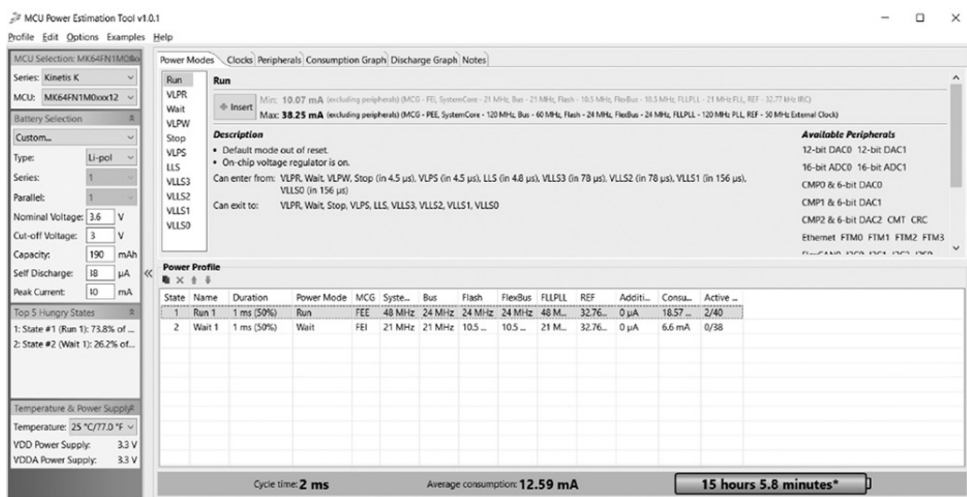 MCU Power Estimation Tool v1.0.1
Profile Edit Options Examples Help
MCU Selection: MK64FN1M0xxx
Series: Kinetis K
MCU: MK64FN1M0xxx12
Battery Selection
Custom...
Type: Li-pol
Series: 1
Parallel: 1
Nominal Voltage: 3.6 V
Cut-off Voltage: 3 V
Capacity: 190 mAh
Self Discharge: 18 µA
Peak Current: 10 mA
Top 5 Hungry States
1: State #1 (Run 1): 73.8% of ...
2: State #2 (Wait 1): 26.2% of...
Temperature & Power Supply
Temperature: 25 °C/77.0 °F
VDD Power Supply: 3.3 V
VDDA Power Supply: 3.3 V
Power Modes Clocks Peripherals Consumption Graph Discharge Graph Notes
Run
VLPR
Wait
VLPW
Stop
VLPS
LLS
VLLS3
VLLS2
VLLS1
VLLS0
Run
Insert
Min: 10.07 mA (excluding peripherals) (MCG - FEI, SystemCore - 21 MHz, Bus - 21 MHz, Flash - 10.5 MHz, FlexBus - 10.5 MHz, FLLPLL - 21 MHz FLL, REF - 32.77 kHz IRC)
Max: 38.25 mA (excluding peripherals) (MCG - PEE, SystemCore - 120 MHz, Bus - 60 MHz, Flash - 24 MHz, FlexBus - 24 MHz, FLLPLL - 120 MHz PLL, REF - 50 MHz External Clock)
Description
• Default mode out of reset.
• On-chip voltage regulator is on.
Can enter from: VLPR, Wait, VLPW, Stop (in 4.5 µs), VLPS (in 4.5 µs), LLS (in 4.8 µs), VLLS3 (in 78 µs), VLLS2 (in 78 µs), VLLS1 (in 156 µs),
VLLS0 (in 156 µs)
Can exit to: VLPR, Wait, Stop, VLPS, LLS, VLLS3, VLLS2, VLLS1, VLLS0
Available Peripherals
12-bit DAC0 12-bit DAC1
16-bit ADC0 16-bit ADC1
CMP0 & 6-bit DAC0
CMP1 & 6-bit DAC1
CMP2 & 6-bit DAC2 CMT CRC
Ethernet FTM0 FTM1 FTM2 FTM3
Power Profile
State Name Duration Power Mode MCG Syste... Bus Flash FlexBus FLLPLL REF Additi... Consu... Active ...
1 Run 1 1 ms (50%) Run FEE 48 MHz 24 MHz 24 MHz 24 MHz 48 M... 32.76... 0 µA 18.57 ... 2/40
2 Wait 1 1 ms (50%) Wait FEI 21 MHz 21 MHz 10.5 ... 10.5 ... 21 M... 32.76... 0 µA 6.6 mA 0/38
Cycle time: 2 ms Average consumption: 12.59 mA 15 hours 5.8 minutes*